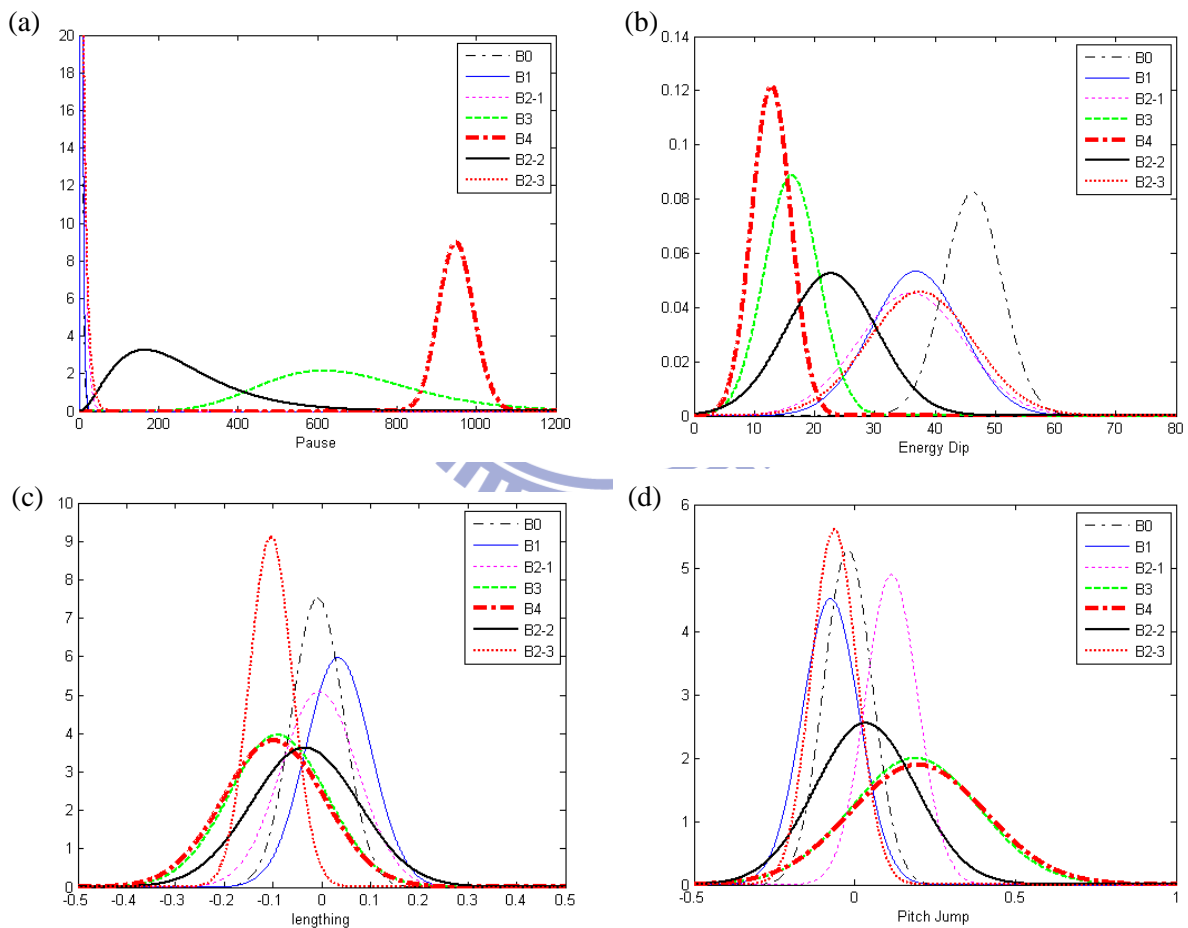 (a)
20
18
16
14
12
10
8
6
4
2
0
0 200 400 600 800 1000 1200
Pause
B0
B1
B2-1
B3
B4
B2-2
B2-3
(b)
0.14
0.12
0.1
0.08
0.06
0.04
0.02
0
0 10 20 30 40 50 60 70 80
Energy Dip
B0
B1
B2-1
B3
B4
B2-2
B2-3
(c)
10
9
8
7
6
5
4
3
2
1
0
-0.5 -0.4 -0.3 -0.2 -0.1 0 0.1 0.2 0.3 0.4 0.5
lengthing
B0
B1
B2-1
B3
B4
B2-2
B2-3
(d)
6
5
4
3
2
1
0
-0.5 0 0.5 1
Pitch Jump
B0
B1
B2-1
B3
B4
B2-2
B2-3